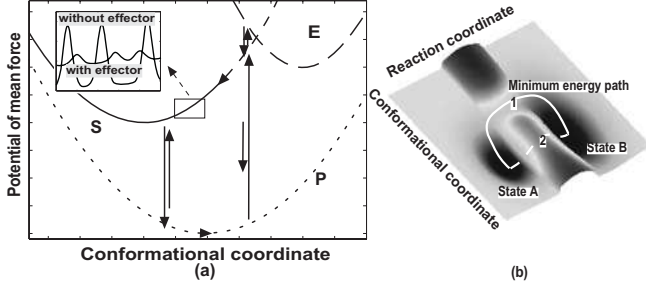 without effector
with effector
E
S
P
Potential of mean force
Conformational coordinate
(a)
Reaction coordinate
Conformational coordinate
Minimum energy path
1
2
State B
State A
(b)